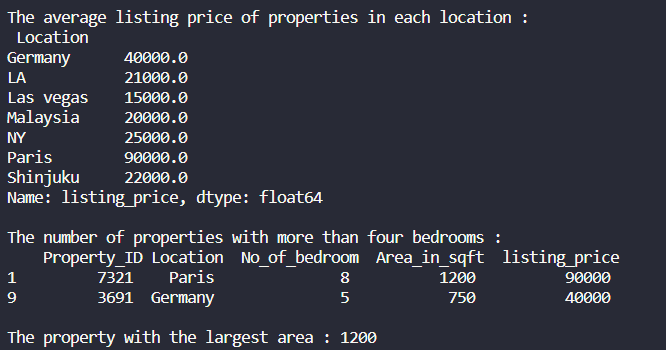 The average listing price of properties in each location :
 Location
Germany      40000.0
LA           21000.0
Las vegas    15000.0
Malaysia     20000.0
NY           25000.0
Paris        90000.0
Shinjuku     22000.0
Name: listing_price, dtype: float64

The number of properties with more than four bedrooms :
    Property_ID Location  No_of_bedroom  Area_in_sqft  listing_price
1          7321    Paris              8          1200          90000
9          3691  Germany              5           750          40000

The property with the largest area : 1200